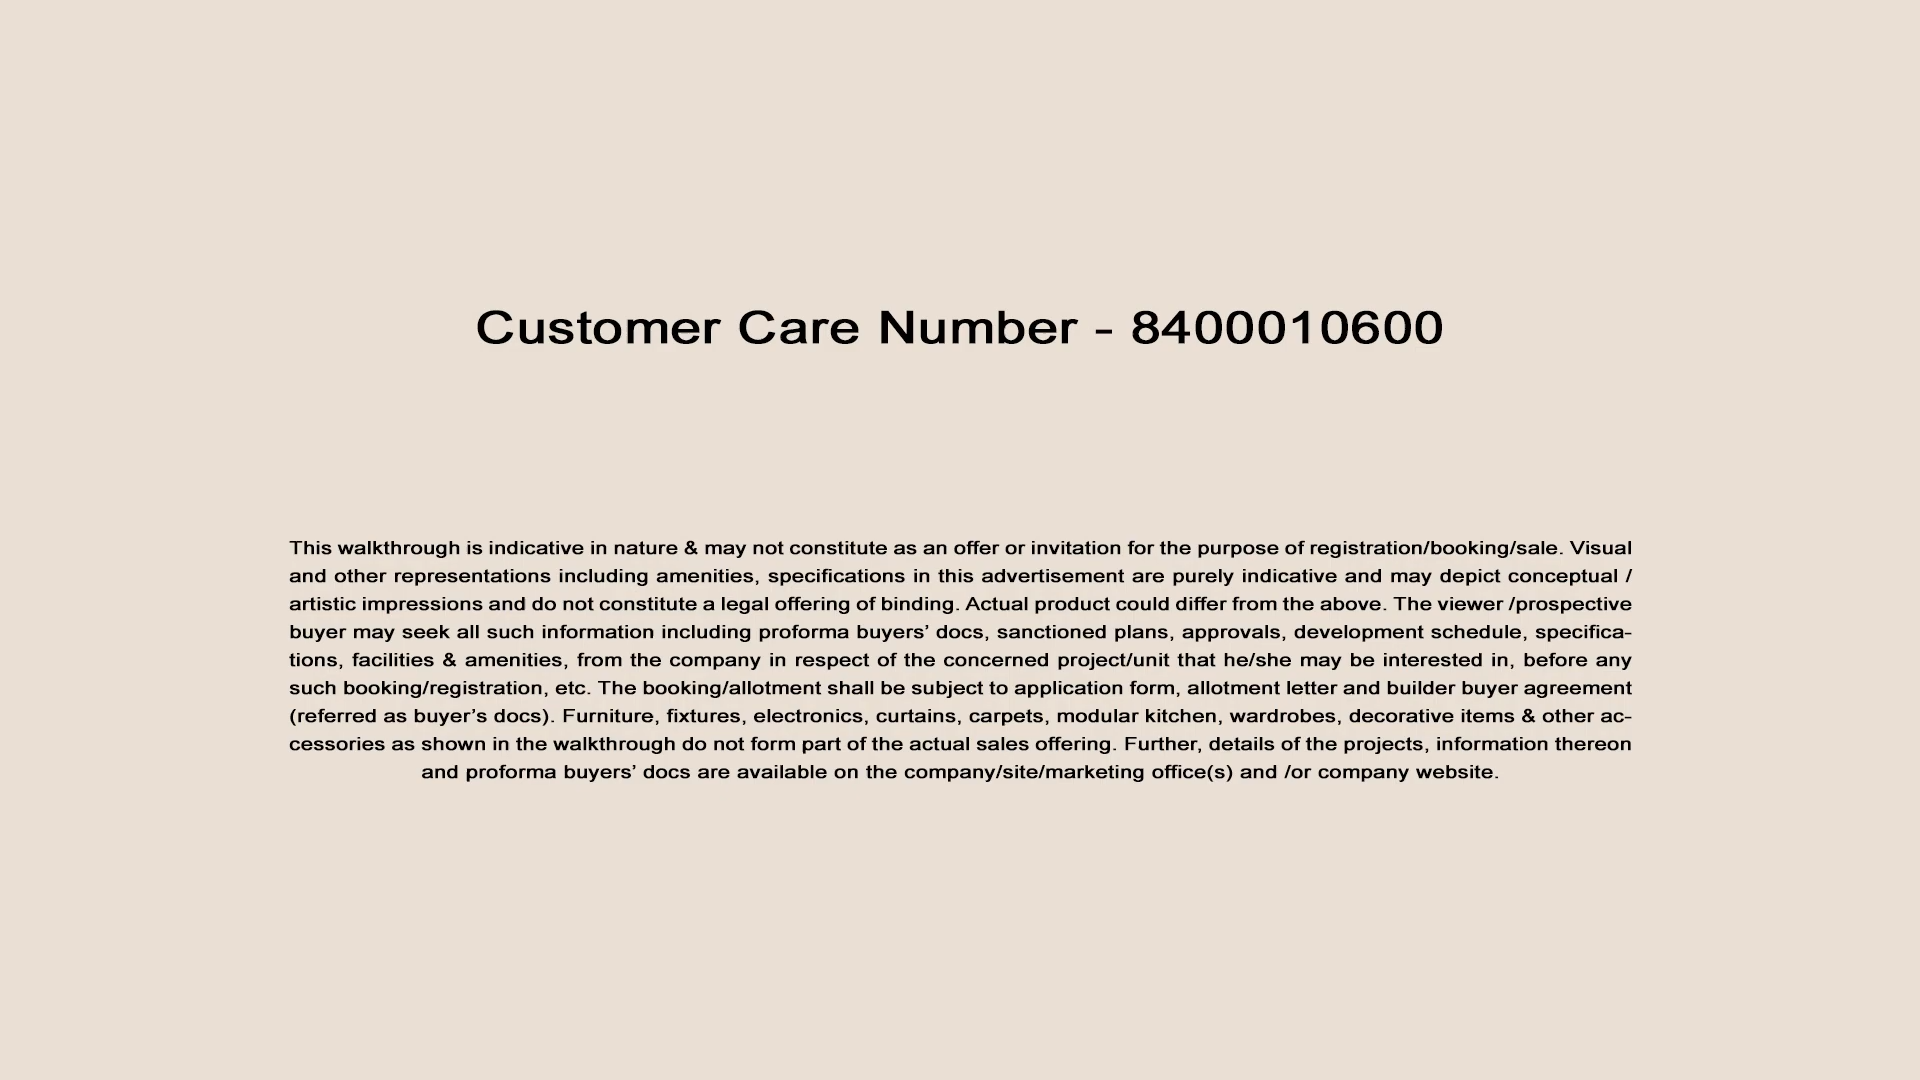 Customer Care Number - 8400010600
This walkthrough is indicative in nature & may not constitute as an offer or invitation for the purpose of registration/booking/sale. Visual
and other representations including amenities, specifications in this advertisement are purely indicative and may depict conceptual /
artistic impressions and do not constitute a legal offering of binding. Actual product could differ from the above. The viewer /prospective
buyer may seek all such information including proforma buyers’ docs, sanctioned plans, approvals, development schedule, specifica-
tions, facilities & amenities, from the company in respect of the concerned project/unit that he/she may be interested in, before any
such booking/registration, etc. The booking/allotment shall be subject to application form, allotment letter and builder buyer agreement
(referred as buyer’s docs). Furniture, fixtures, electronics, curtains, carpets, modular kitchen, wardrobes, decorative items & other ac-
cessories as shown in the walkthrough do not form part of the actual sales offering. Further, details of the projects, information thereon
and proforma buyers’ docs are available on the company/site/marketing office(s) and /or company website.